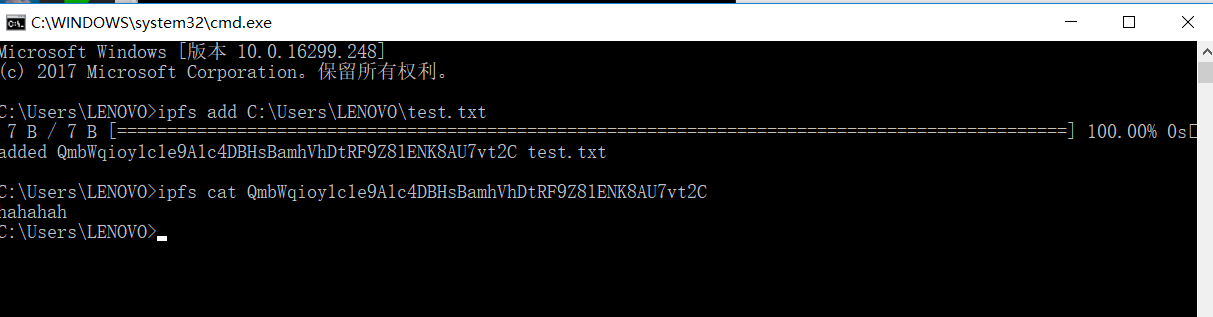 C:\WINDOWS\system32\cmd.exe
Microsoft Windows [版本 10.0.16299.248]
(c) 2017 Microsoft Corporation。保留所有权利。
C:\Users\LENOVO>ipfs add C:\Users\LENOVO\test.txt
7 B / 7 B [===============================================================================================] 100.00% 0s
added QmbWqioy1c1e9A1c4DBHsBamhVhDtRF9Z81ENK8AU7vt2C test.txt
C:\Users\LENOVO>ipfs cat QmbWqioy1c1e9A1c4DBHsBamhVhDtRF9Z81ENK8AU7vt2C
hahahah
C:\Users\LENOVO>